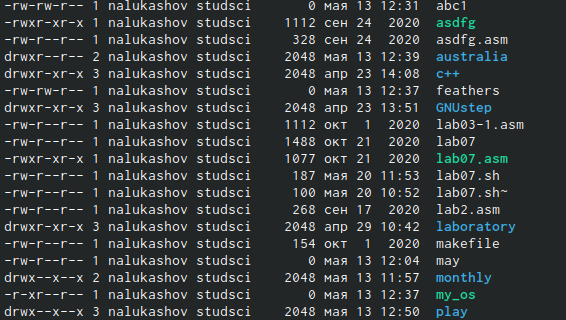 -rw-rw-r-- 1 nalukashov studsci    0 мая 13 12:31 abc1
-rwxr-xr-x 1 nalukashov studsci 1112 сен 24  2020 asdfg
-rw-r--r-- 1 nalukashov studsci  328 сен 24  2020 asdfg.asm
drwxr--r-- 2 nalukashov studsci 2048 мая 13 12:39 australia
drwxr-xr-x 3 nalukashov studsci 2048 апр 23 14:08 c++
-rw-rw-r-- 1 nalukashov studsci    0 мая 13 12:37 feathers
drwxr-xr-x 3 nalukashov studsci 2048 апр 23 13:51 GNUstep
-rw-r--r-- 1 nalukashov studsci 1112 окт  1  2020 lab03-1.asm
-rw-r--r-- 1 nalukashov studsci 1488 окт 21  2020 lab07
-rwxr-xr-x 1 nalukashov studsci 1077 окт 21  2020 lab07.asm
-rw-r--r-- 1 nalukashov studsci  187 мая 20 11:53 lab07.sh
-rw-r--r-- 1 nalukashov studsci  100 мая 20 10:52 lab07.sh~
-rw-r--r-- 1 nalukashov studsci  268 сен 17  2020 lab2.asm
drwxr-xr-x 3 nalukashov studsci 2048 апр 29 10:42 laboratory
-rw-r--r-- 1 nalukashov studsci  154 окт  1  2020 makefile
-rw-r--r-- 1 nalukashov studsci    0 мая 13 12:04 may
drwx--x--x 2 nalukashov studsci 2048 мая 13 11:57 monthly
-r-xr--r-- 1 nalukashov studsci    0 мая 13 12:37 my_os
drwx--x--x 3 nalukashov studsci 2048 мая 13 12:50 play